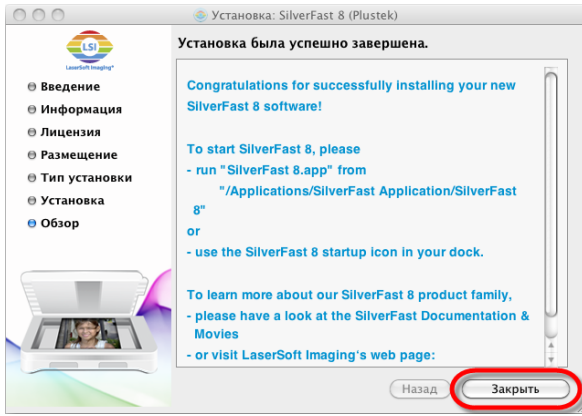 Установка: SilverFast 8 (Plustek)
LSI
LaserSoft Imaging*
Введение
Информация
Лицензия
Размещение
Тип установки
Установка
Обзор
Установка была успешно завершена.
Congratulations for successfully installing your new
SilverFast 8 software!
To start SilverFast 8, please
- run "SilverFast 8.app" from
"/Applications/SilverFast Application/SilverFast
8"
or
- use the SilverFast 8 startup icon in your dock.
To learn more about our SilverFast 8 product family,
- please have a look at the SilverFast Documentation &
Movies
- or visit LaserSoft Imaging's web page:
Назад
Закрыть